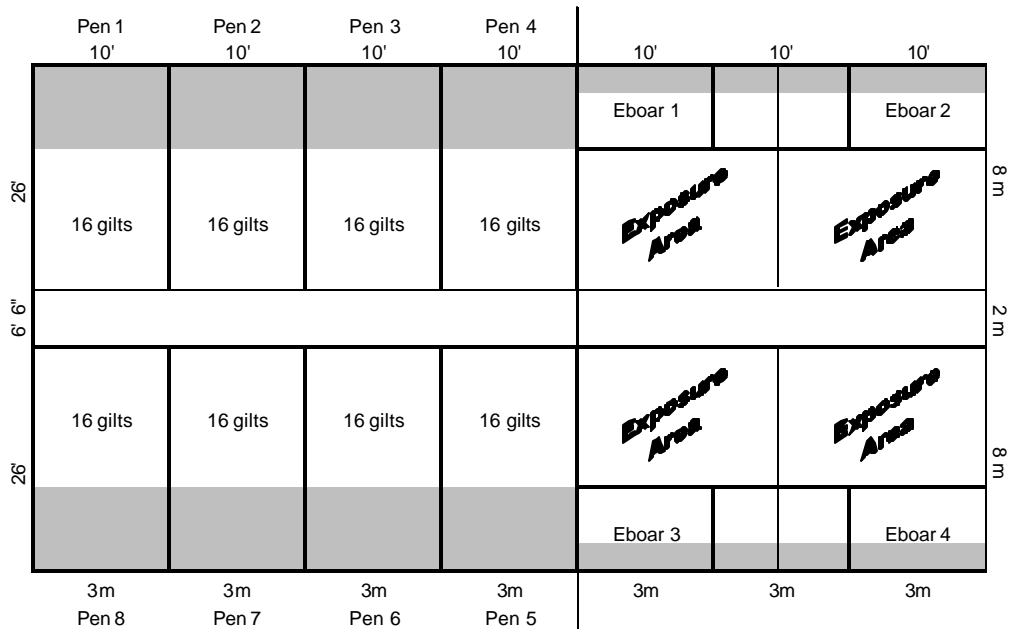 Pen 1 Pen 2 Pen 3 Pen 4
10' 10' 10' 10' 10' 10' 10'
Eboar 1 Eboar 2
26'
16 gilts 16 gilts 16 gilts 16 gilts
Exposure
Area
Exposure
Area
8 m
6' 6"
2 m
16 gilts 16 gilts 16 gilts 16 gilts
Exposure
Area
Exposure
Area
26'
8 m
Eboar 3 Eboar 4
3m 3m 3m 3m 3m 3m 3m
Pen 8 Pen 7 Pen 6 Pen 5